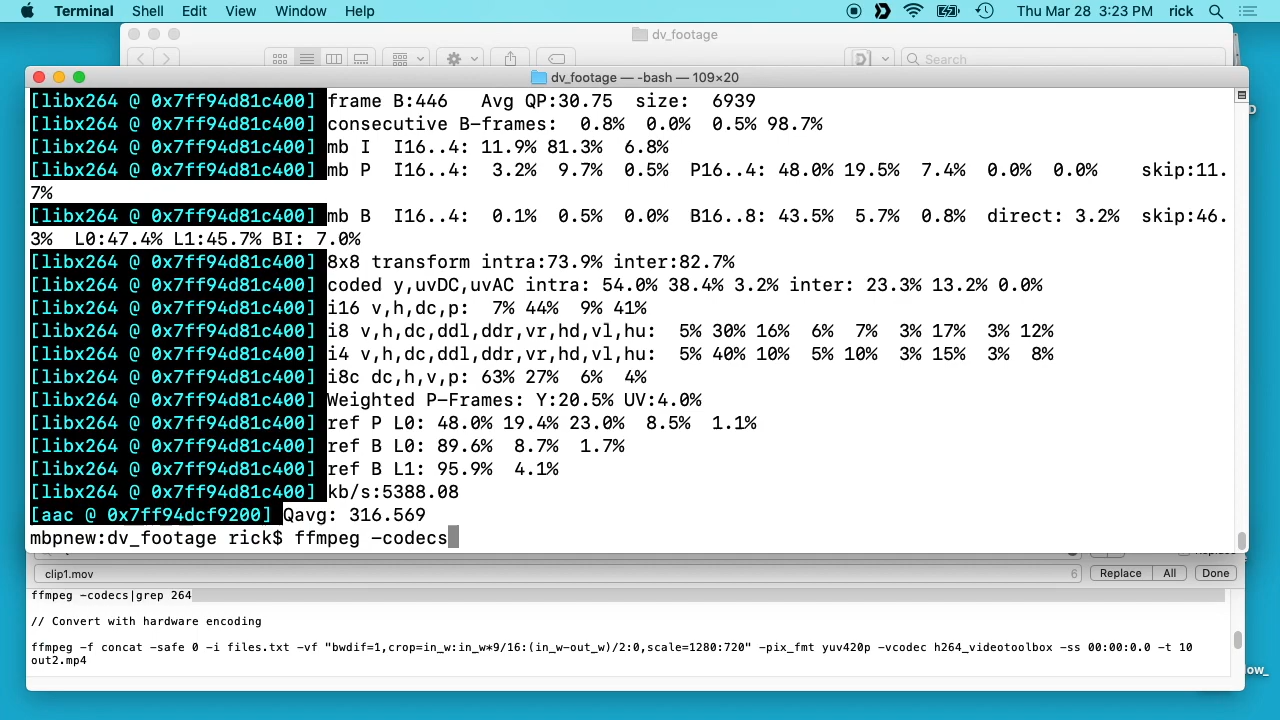 Terminal Shell Edit View Window Help Thu Mar 28 3:23 PM rick
dv_footage
Search
dv_footage — -bash — 109×20
[libx264 @ 0x7ff94d81c400] frame B:446   Avg QP:30.75  size:  6939
[libx264 @ 0x7ff94d81c400] consecutive B-frames:  0.8%  0.0%  0.5% 98.7%
[libx264 @ 0x7ff94d81c400] mb I  I16..4: 11.9% 81.3%  6.8%
[libx264 @ 0x7ff94d81c400] mb P  I16..4:  3.2%  9.7%  0.5%  P16..4: 48.0% 19.5%  7.4%  0.0%  0.0%    skip:11.
7%
[libx264 @ 0x7ff94d81c400] mb B  I16..4:  0.1%  0.5%  0.0%  B16..8: 43.5%  5.7%  0.8%  direct: 3.2%  skip:46.
3%  L0:47.4% L1:45.7% BI: 7.0%
[libx264 @ 0x7ff94d81c400] 8x8 transform intra:73.9% inter:82.7%
[libx264 @ 0x7ff94d81c400] coded y,uvDC,uvAC intra: 54.0% 38.4% 3.2% inter: 23.3% 13.2% 0.0%
[libx264 @ 0x7ff94d81c400] i16 v,h,dc,p:  7% 44%  9% 41%
[libx264 @ 0x7ff94d81c400] i8 v,h,dc,ddl,ddr,vr,hd,vl,hu:  5% 30% 16%  6%  7%  3% 17%  3% 12%
[libx264 @ 0x7ff94d81c400] i4 v,h,dc,ddl,ddr,vr,hd,vl,hu:  5% 40% 10%  5% 10%  3% 15%  3%  8%
[libx264 @ 0x7ff94d81c400] i8c dc,h,v,p: 63% 27%  6%  4%
[libx264 @ 0x7ff94d81c400] Weighted P-Frames: Y:20.5% UV:4.0%
[libx264 @ 0x7ff94d81c400] ref P L0: 48.0% 19.4% 23.0%  8.5%  1.1%
[libx264 @ 0x7ff94d81c400] ref B L0: 89.6%  8.7%  1.7%
[libx264 @ 0x7ff94d81c400] ref B L1: 95.9%  4.1%
[libx264 @ 0x7ff94d81c400] kb/s:5388.08
[aac @ 0x7ff94dcf9200] Qavg: 316.569
mbpnew:dv_footage rick$ ffmpeg -codecs
clip1.mov 6 Replace All Done
ffmpeg -codecs|grep 264
// Convert with hardware encoding
ffmpeg -f concat -safe 0 -i files.txt -vf "bwdif=1,crop=in_w:in_w*9/16:(in_w-out_w)/2:0,scale=1280:720" -pix_fmt yuv420p -vcodec h264_videotoolbox -ss 00:00:0.0 -t 10
out2.mp4